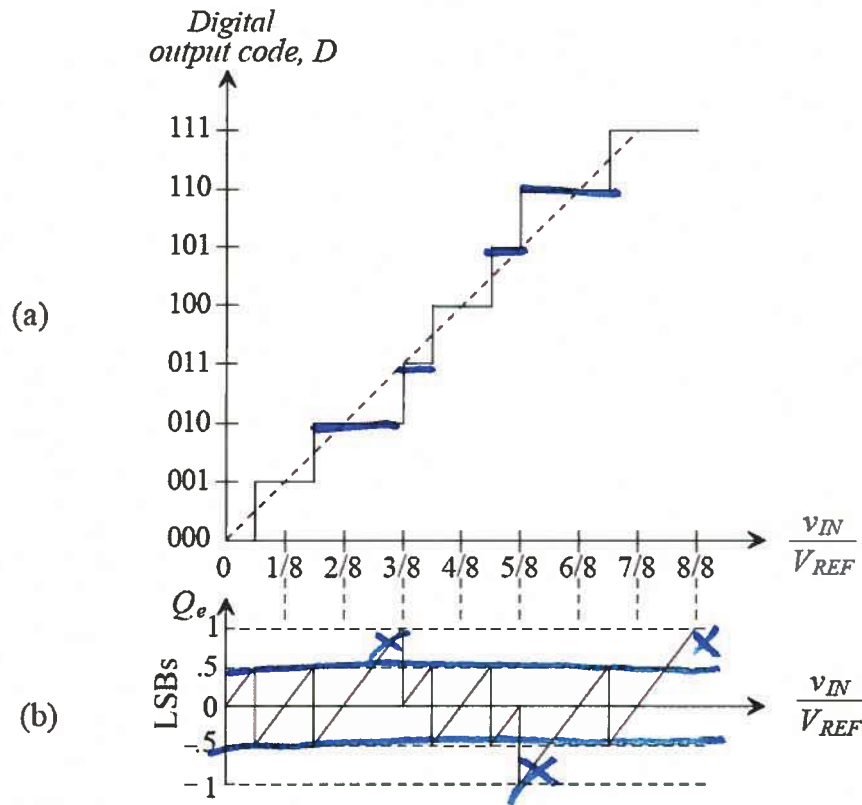 Digital
output code, D
111
110
101
100
011
010
001
000
(a)
0 1/8 2/8 3/8 4/8 5/8 6/8 7/8 8/8
v_IN
V_REF
Q_e
LSBs
1
.5
0
-.5
-1
v_IN
V_REF
(b)